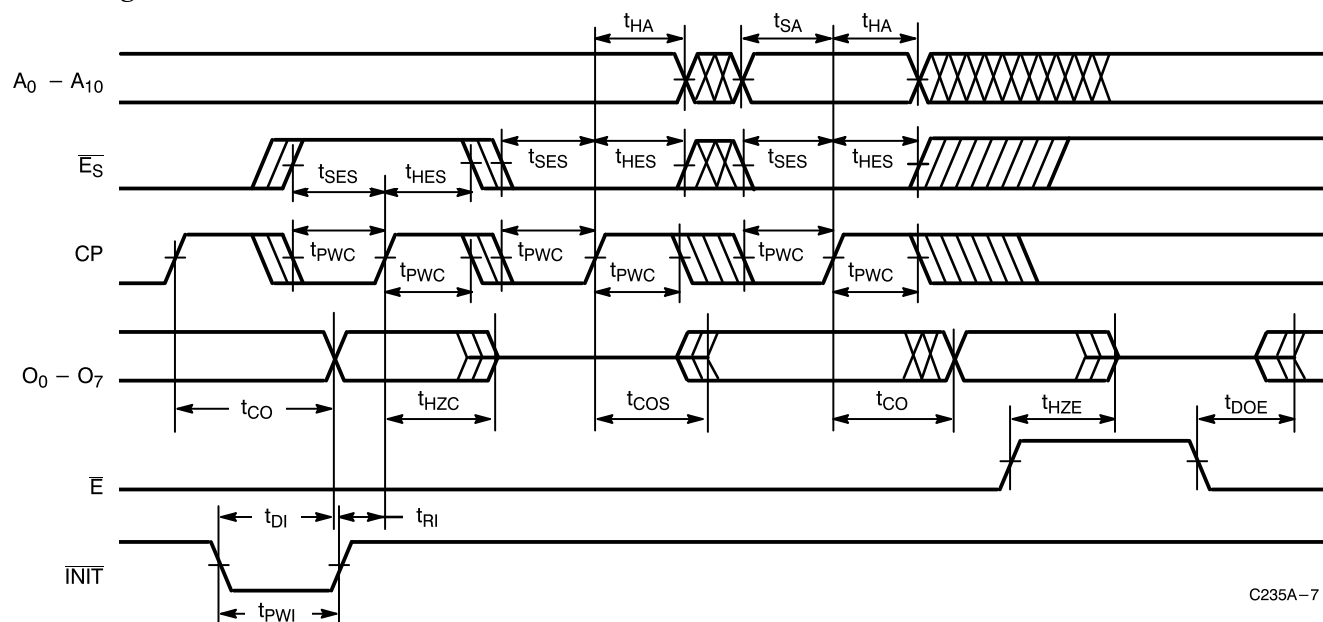 tHA tSA tHA
A0 – A10
ES
tSES tHES tSES tHES
tSES tHES
CP
tPWC tPWC tPWC
tPWC tPWC tPWC
O0 – O7
tCO tHZC tCOS tCO tHZE tDOE
E
tDI tRI
INIT
tPWI
C235A–7